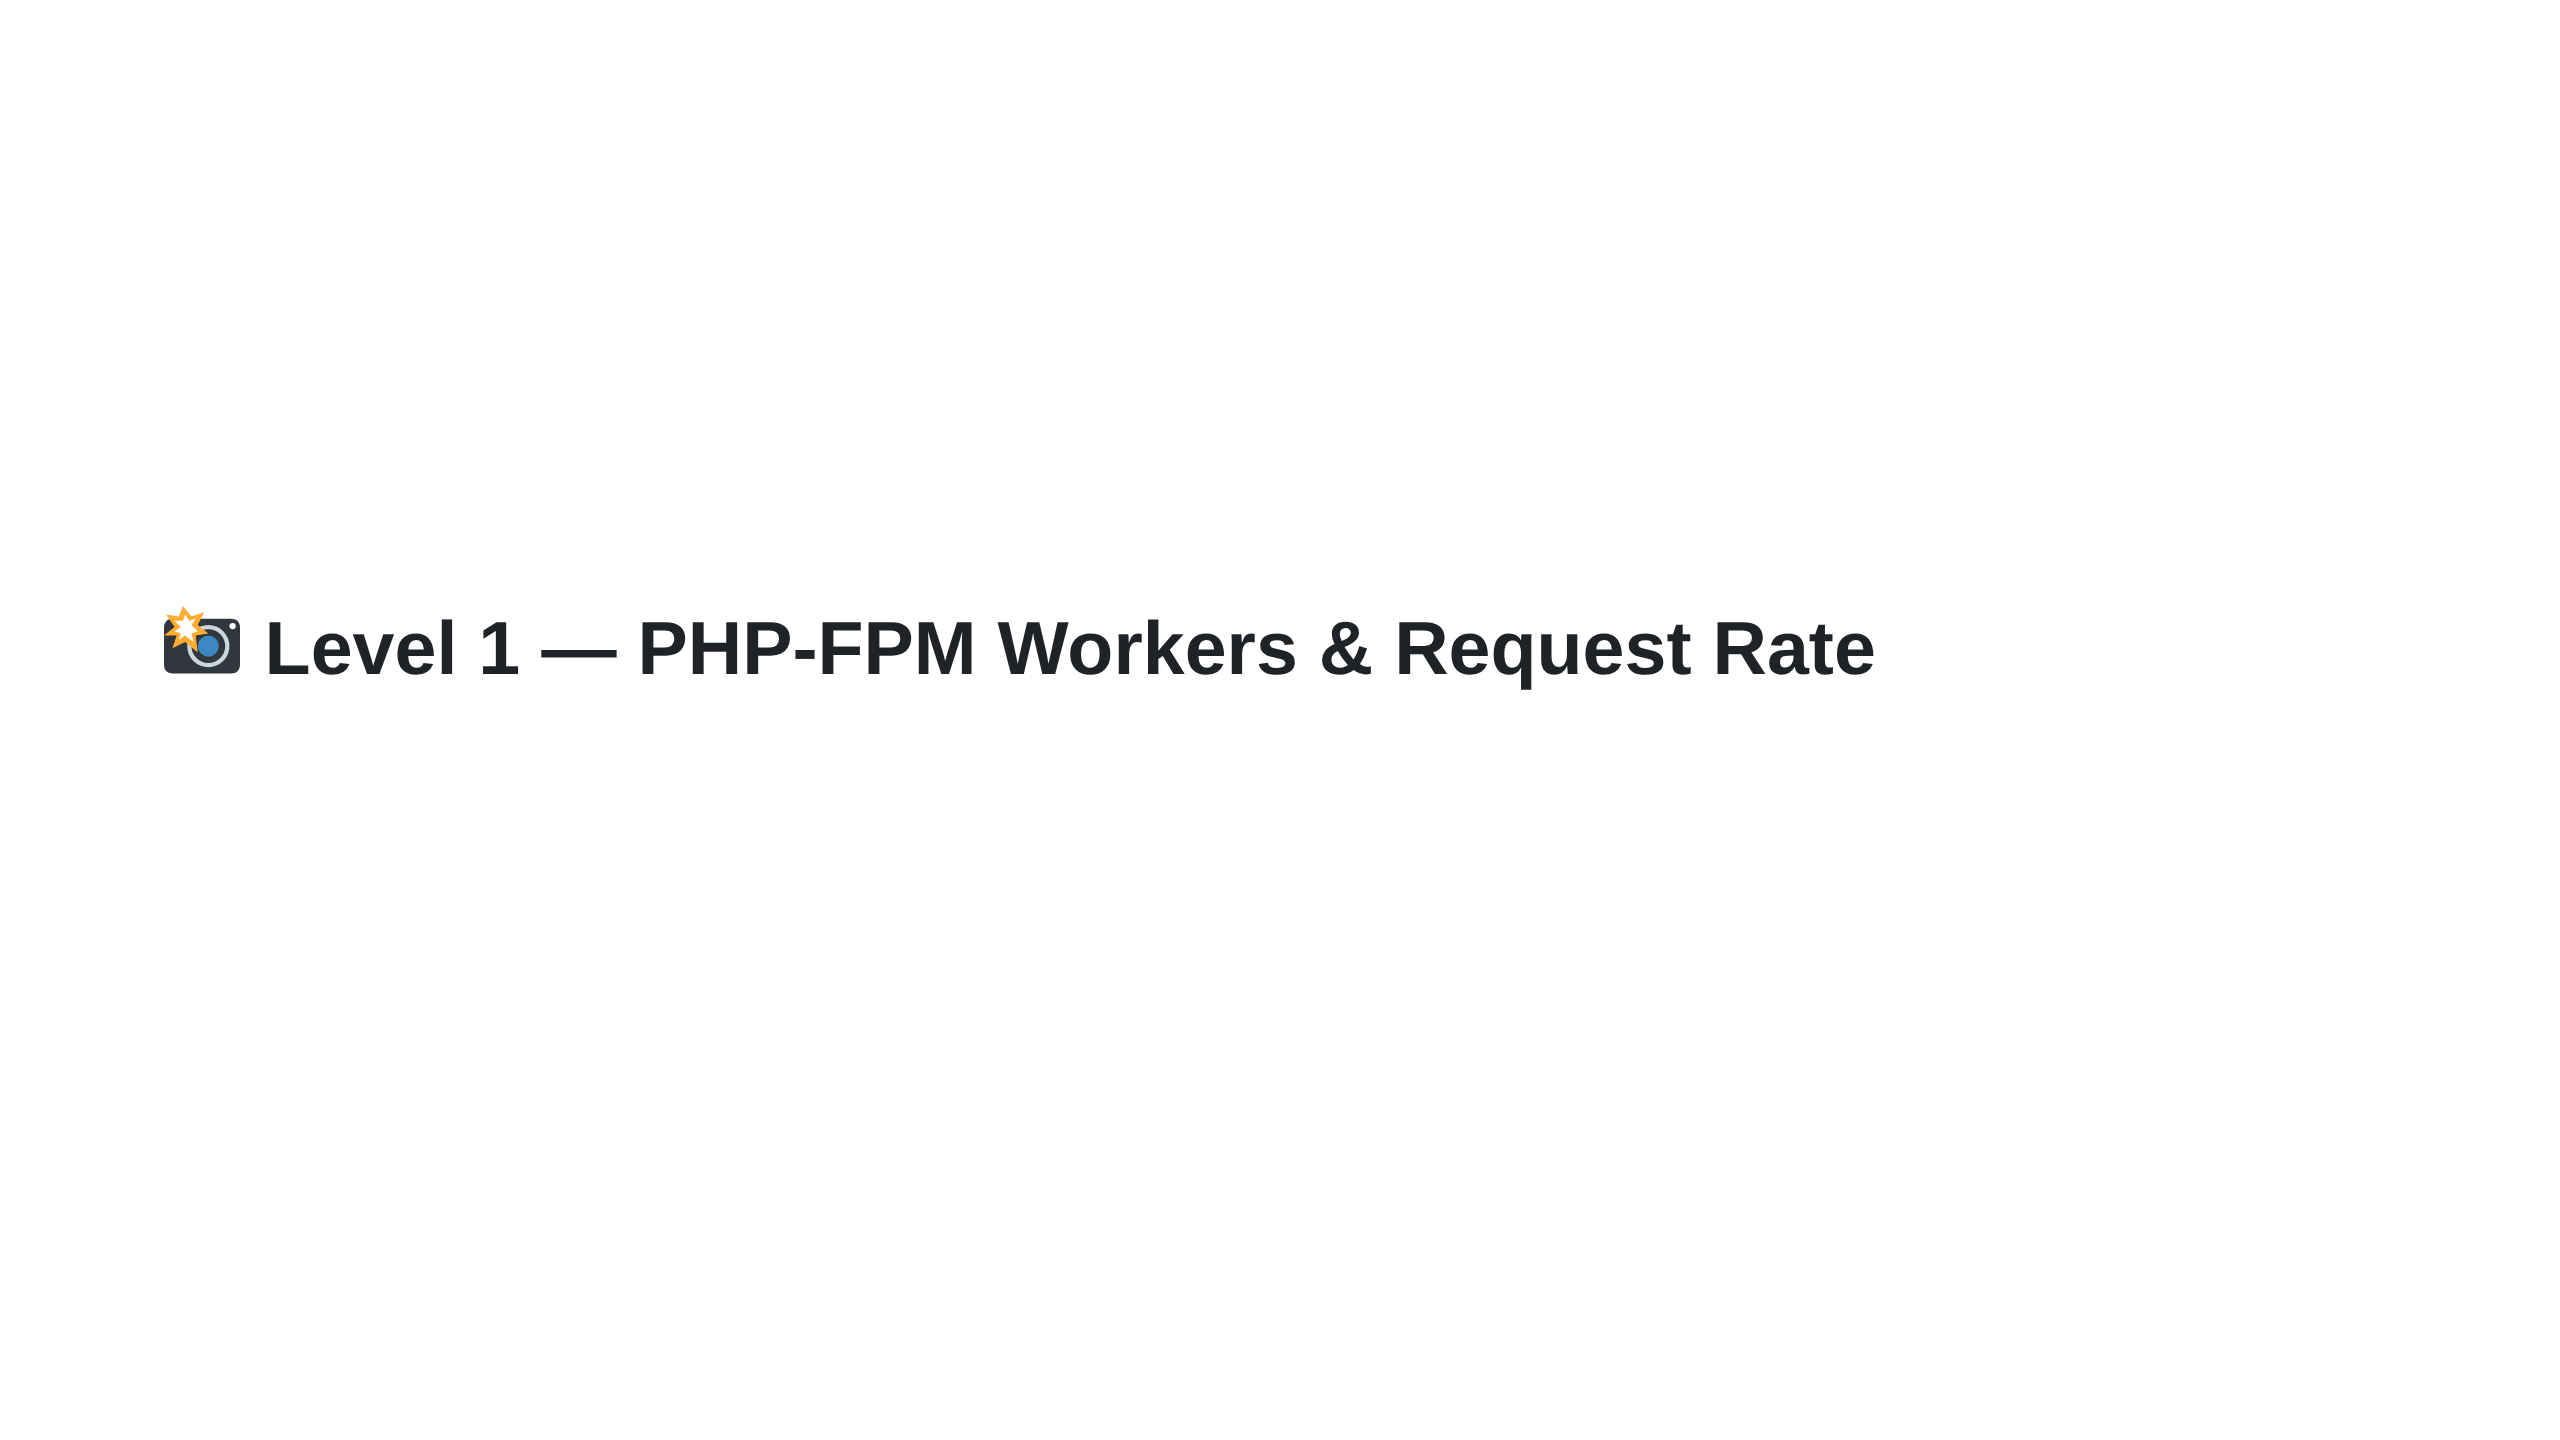 📸 Level 1 — PHP-FPM Workers & Request Rate